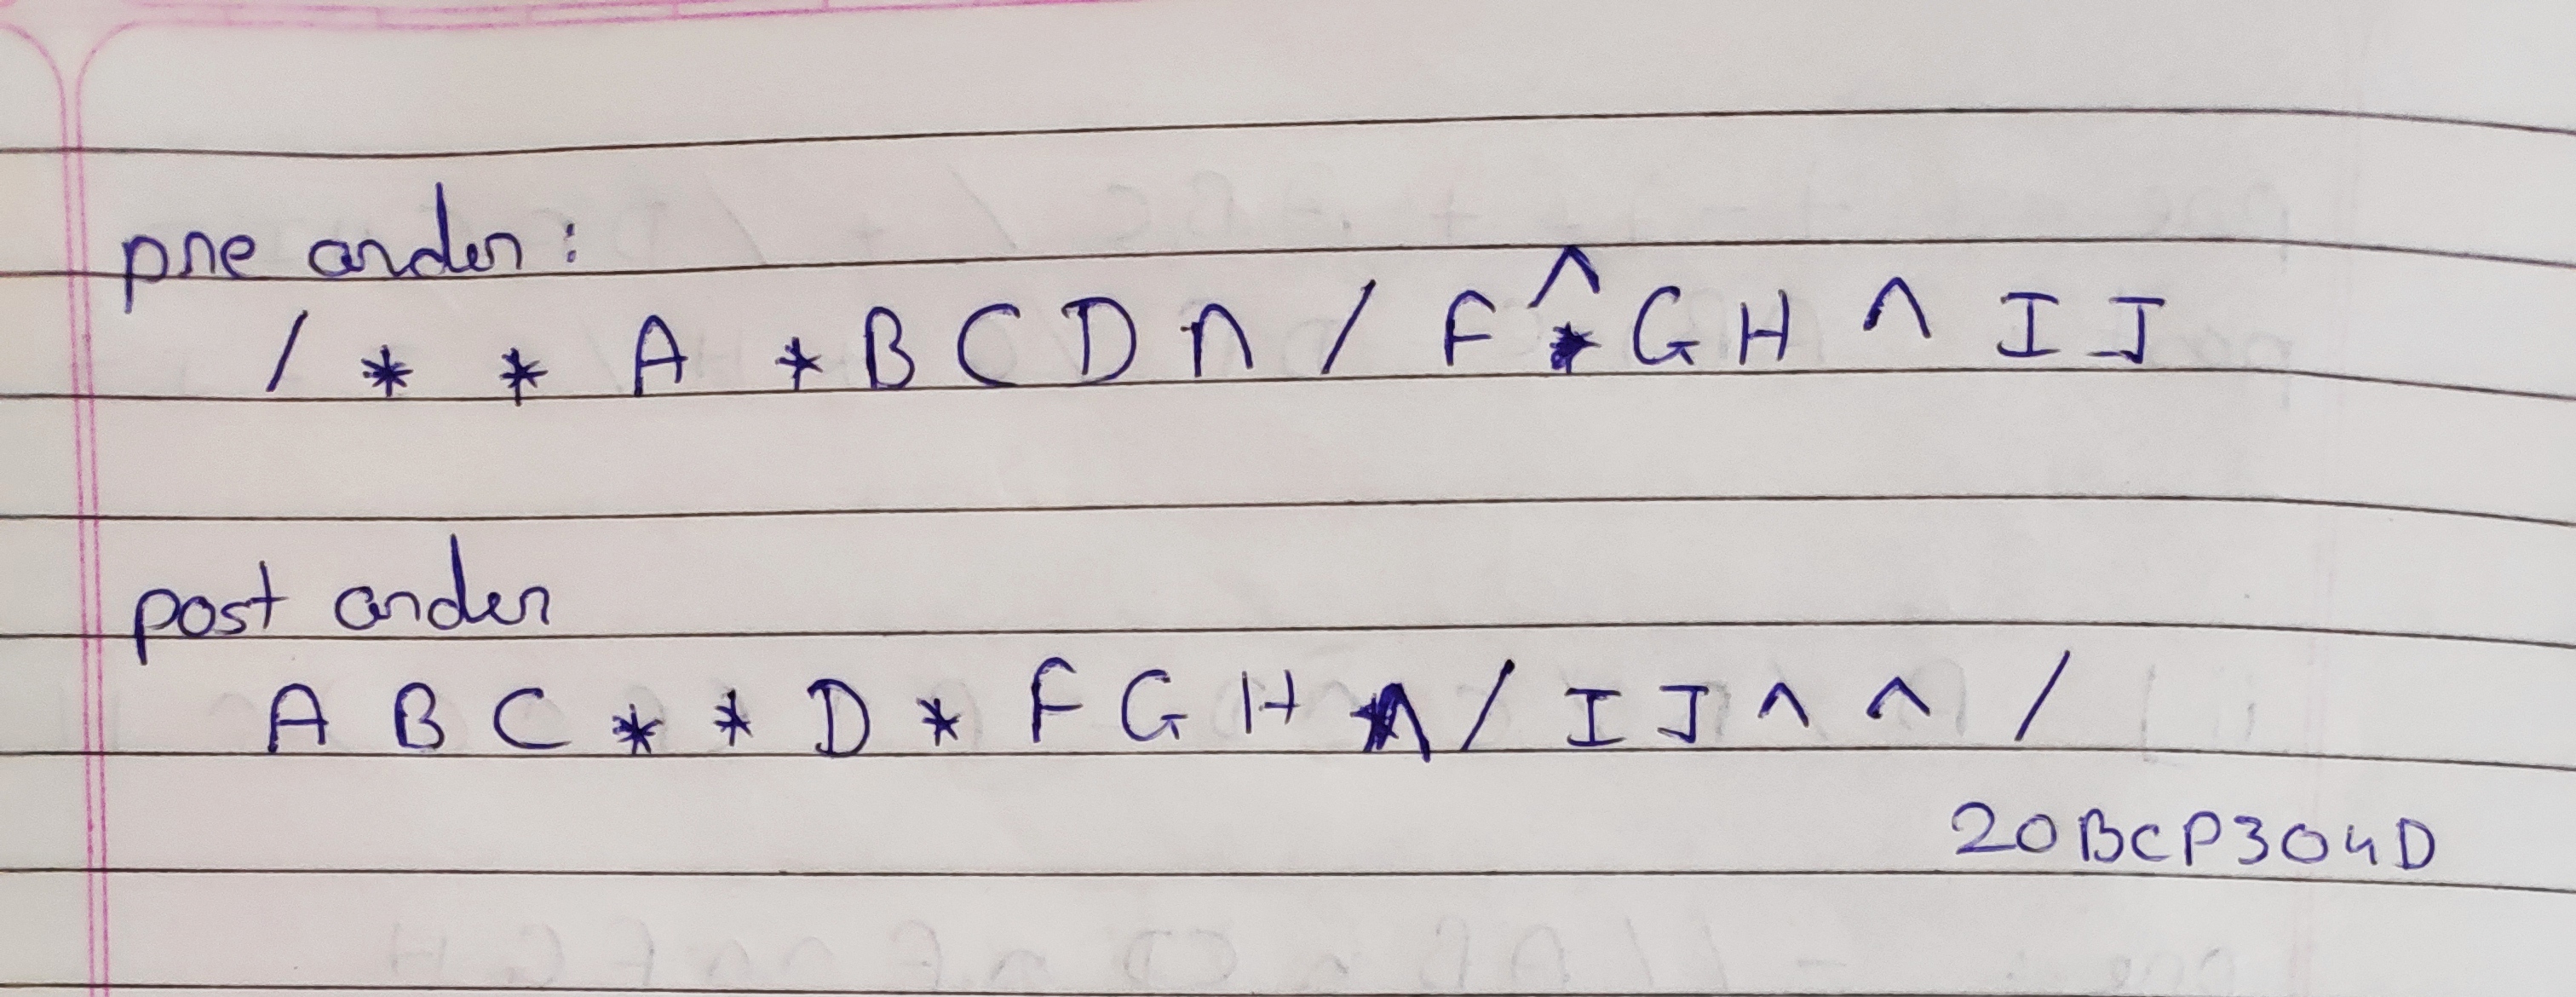 pre order:
/ * * A * B C D ^ / F ^ G H ^ I J
post order
A B C * * D * F G H ^ / I J ^ ^ /
20BCP304D